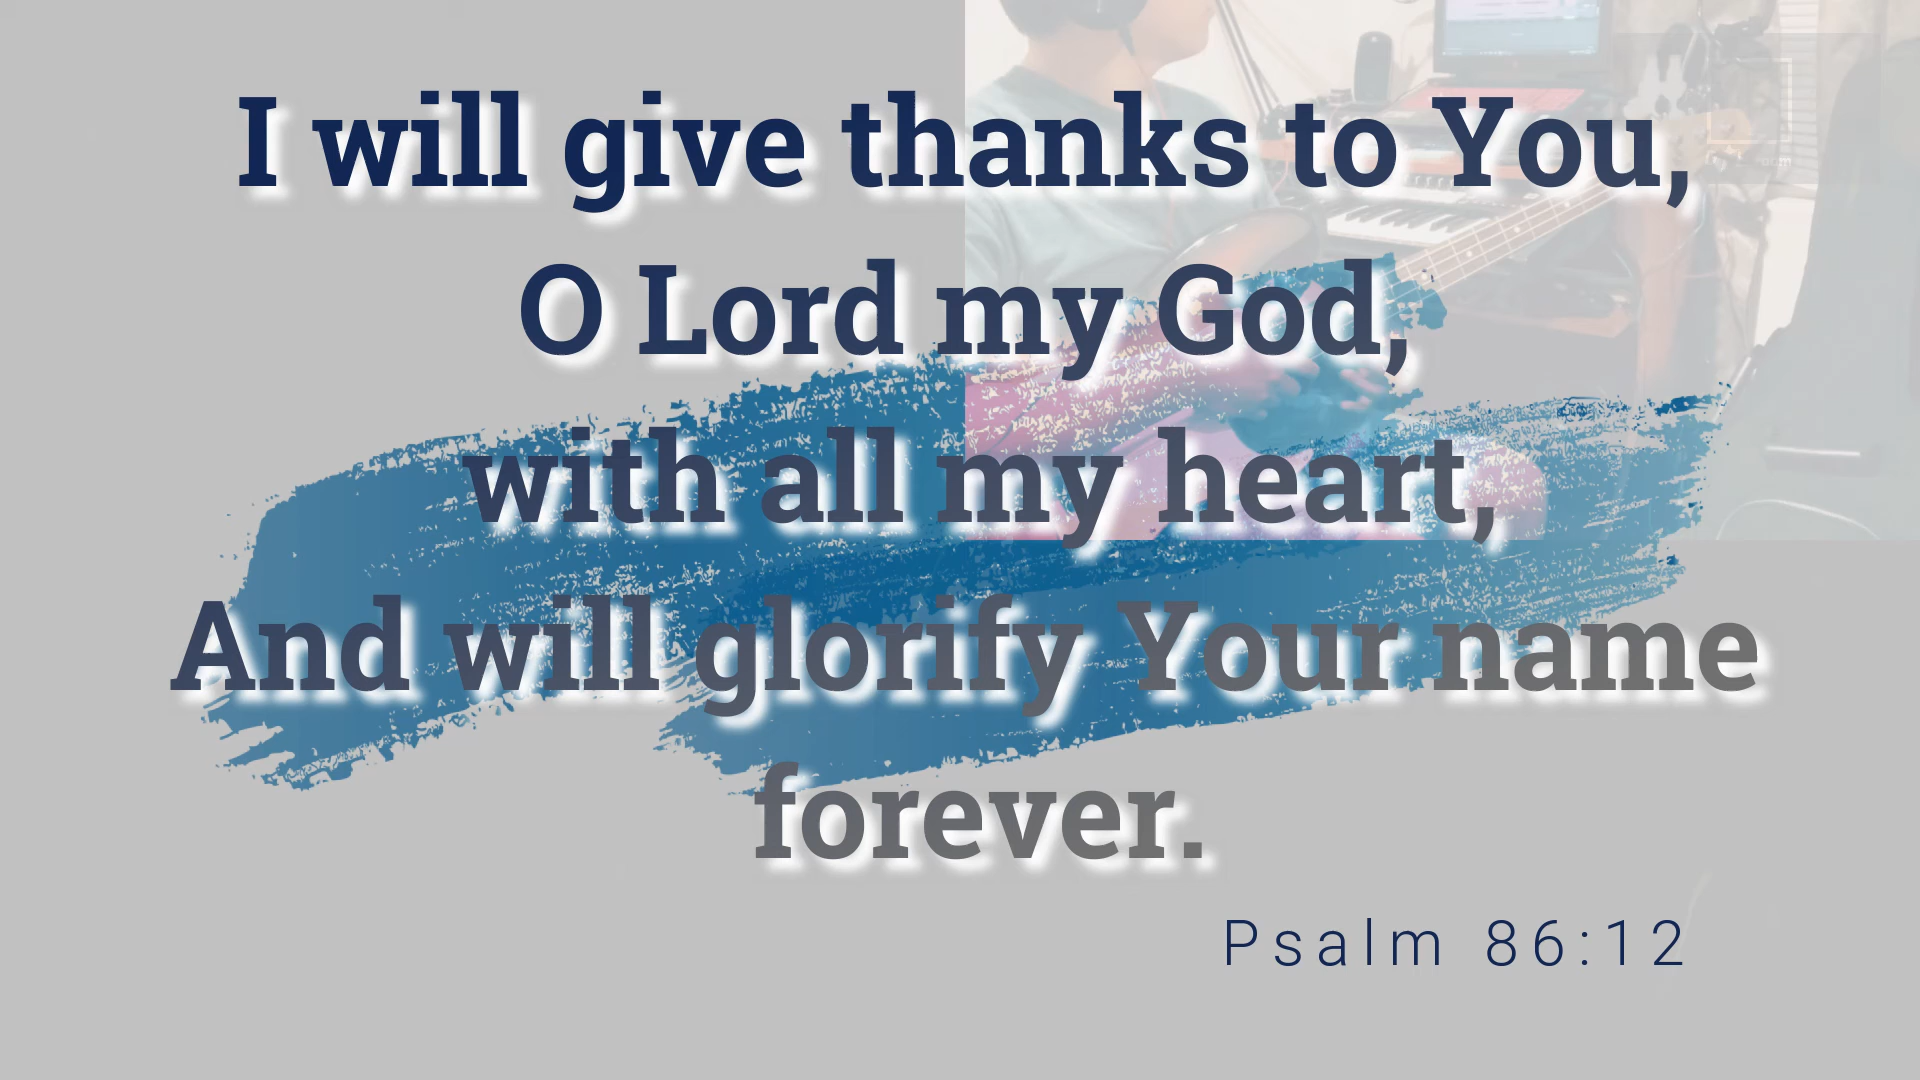 I will give thanks to You,
O Lord my God,
with all my heart,
And will glorify Your name
forever.
Psalm 86:12